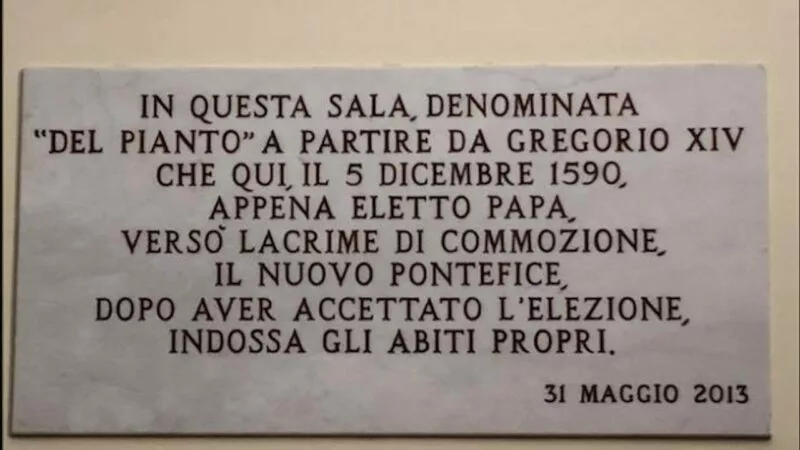 IN QUESTA SALA, DENOMINATA
"DEL PIANTO" A PARTIRE DA GREGORIO XIV
CHE QUI, IL 5 DICEMBRE 1590,
APPENA ELETTO PAPA,
VERSÒ LACRIME DI COMMOZIONE,
IL NUOVO PONTEFICE,
DOPO AVER ACCETTATO L'ELEZIONE,
INDOSSA GLI ABITI PROPRI.
31 MAGGIO 2013